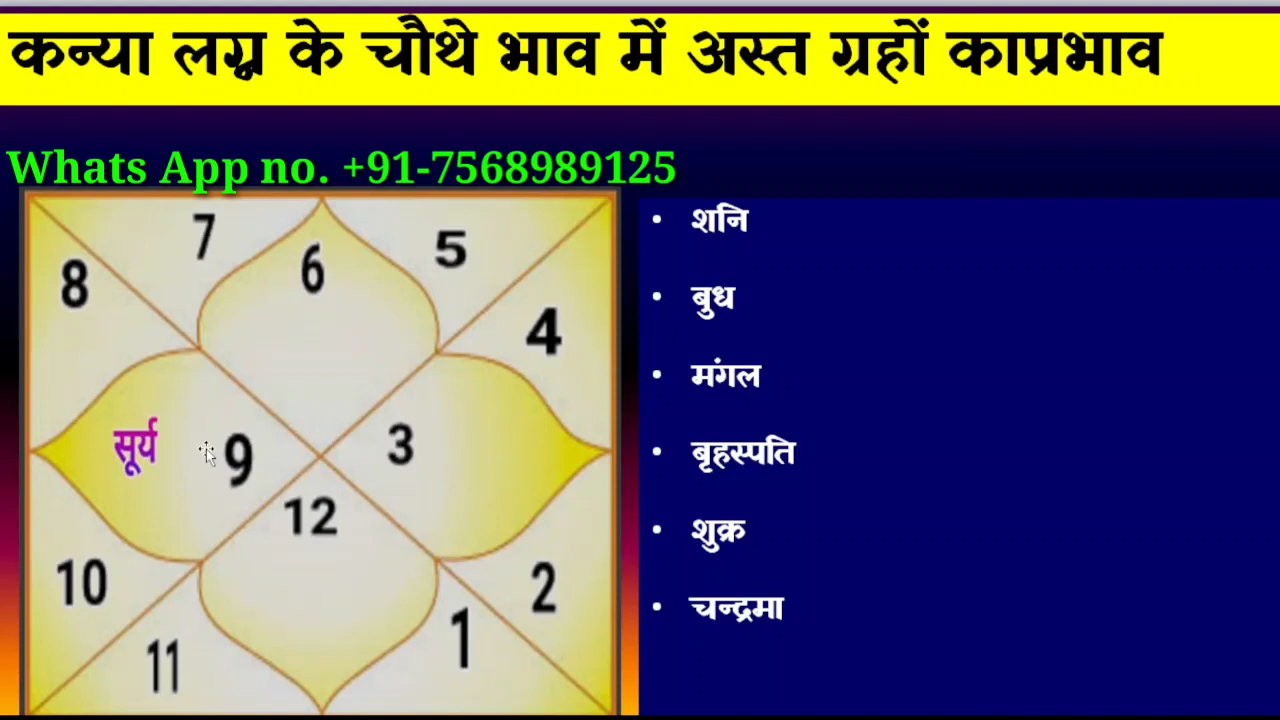 कन्या लग्न के चौथे भाव में अस्त ग्रहों काप्रभाव
Whats App no. +91-7568989125
7
6
5
8
4
सूर्य
9
3
12
10
2
11
1
• शनि
• बुध
• मंगल
• बृहस्पति
• शुक्र
• चन्द्रमा